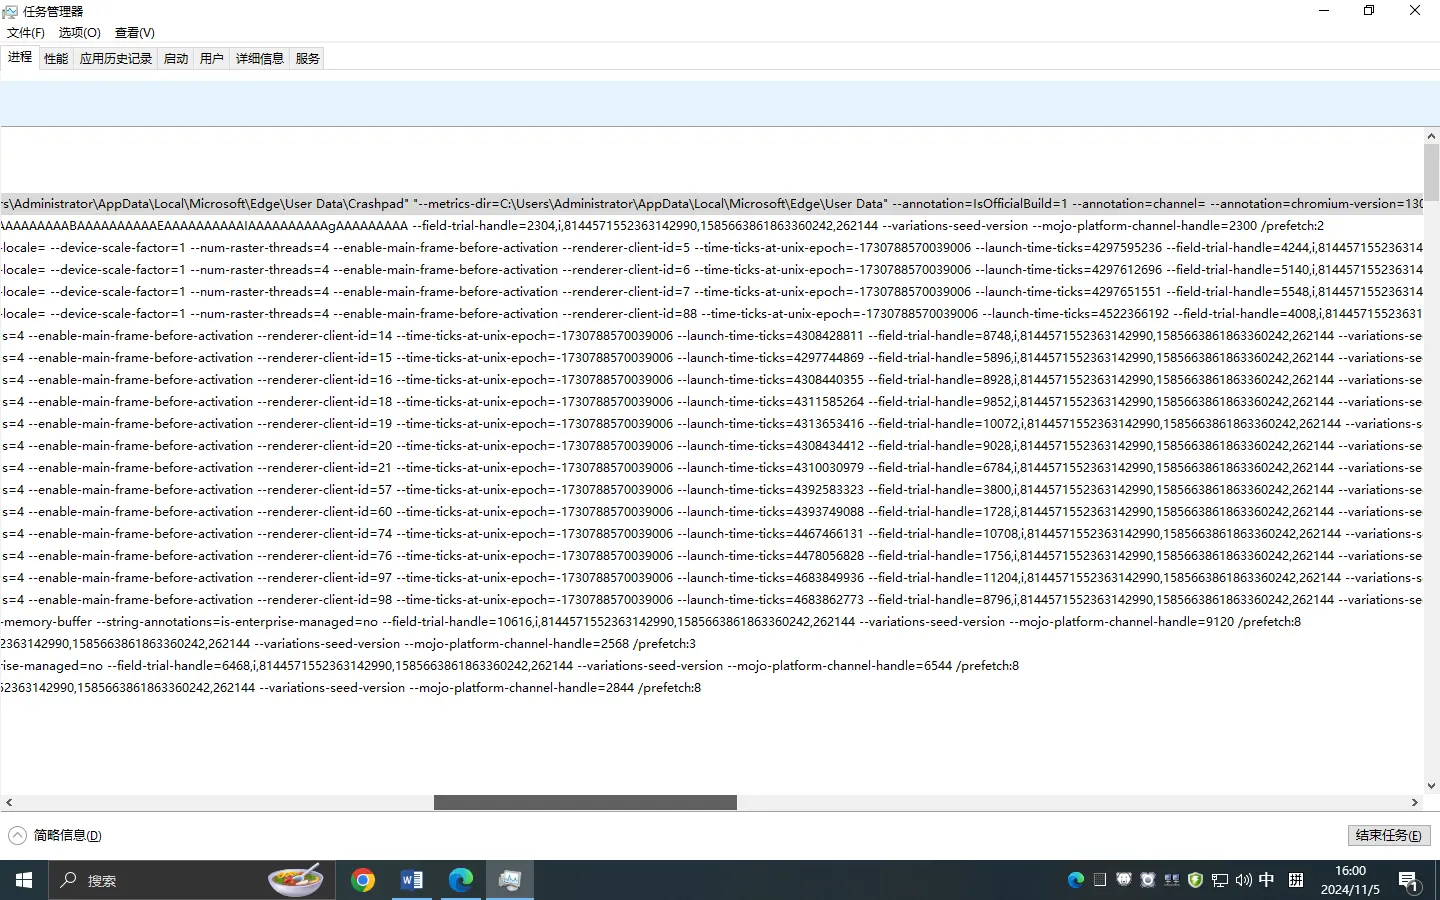 任务管理器
文件(F) 选项(O) 查看(V)
进程 性能 应用历史记录 启动 用户 详细信息 服务
rs\Administrator\AppData\Local\Microsoft\Edge\User Data\Crashpad" "--metrics-dir=C:\Users\Administrator\AppData\Local\Microsoft\Edge\User Data" --annotation=IsOfficialBuild=1 --annotation=channel= --annotation=chromium-version=130
AAAAAAAAABAAAAAAAAAAEAAAAAAAAAAIAAAAAAAAAAgAAAAAAAAA --field-trial-handle=2304,i,8144571552363142990,1585663861863360242,262144 --variations-seed-version --mojo-platform-channel-handle=2300 /prefetch:2
-locale= --device-scale-factor=1 --num-raster-threads=4 --enable-main-frame-before-activation --renderer-client-id=5 --time-ticks-at-unix-epoch=-1730788570039006 --launch-time-ticks=4297595236 --field-trial-handle=4244,i,814457155236314
-locale= --device-scale-factor=1 --num-raster-threads=4 --enable-main-frame-before-activation --renderer-client-id=6 --time-ticks-at-unix-epoch=-1730788570039006 --launch-time-ticks=4297612696 --field-trial-handle=5140,i,814457155236314
-locale= --device-scale-factor=1 --num-raster-threads=4 --enable-main-frame-before-activation --renderer-client-id=7 --time-ticks-at-unix-epoch=-1730788570039006 --launch-time-ticks=4297651551 --field-trial-handle=5548,i,814457155236314
-locale= --device-scale-factor=1 --num-raster-threads=4 --enable-main-frame-before-activation --renderer-client-id=88 --time-ticks-at-unix-epoch=-1730788570039006 --launch-time-ticks=4522366192 --field-trial-handle=4008,i,81445715523631
s=4 --enable-main-frame-before-activation --renderer-client-id=14 --time-ticks-at-unix-epoch=-1730788570039006 --launch-time-ticks=4308428811 --field-trial-handle=8748,i,8144571552363142990,1585663861863360242,262144 --variations-se
s=4 --enable-main-frame-before-activation --renderer-client-id=15 --time-ticks-at-unix-epoch=-1730788570039006 --launch-time-ticks=4297744869 --field-trial-handle=5896,i,8144571552363142990,1585663861863360242,262144 --variations-se
s=4 --enable-main-frame-before-activation --renderer-client-id=16 --time-ticks-at-unix-epoch=-1730788570039006 --launch-time-ticks=4308440355 --field-trial-handle=8928,i,8144571552363142990,1585663861863360242,262144 --variations-se
s=4 --enable-main-frame-before-activation --renderer-client-id=18 --time-ticks-at-unix-epoch=-1730788570039006 --launch-time-ticks=4311585264 --field-trial-handle=9852,i,8144571552363142990,1585663861863360242,262144 --variations-se
s=4 --enable-main-frame-before-activation --renderer-client-id=19 --time-ticks-at-unix-epoch=-1730788570039006 --launch-time-ticks=4313653416 --field-trial-handle=10072,i,8144571552363142990,1585663861863360242,262144 --variations-s
s=4 --enable-main-frame-before-activation --renderer-client-id=20 --time-ticks-at-unix-epoch=-1730788570039006 --launch-time-ticks=4308434412 --field-trial-handle=9028,i,8144571552363142990,1585663861863360242,262144 --variations-se
s=4 --enable-main-frame-before-activation --renderer-client-id=21 --time-ticks-at-unix-epoch=-1730788570039006 --launch-time-ticks=4310030979 --field-trial-handle=6784,i,8144571552363142990,1585663861863360242,262144 --variations-se
s=4 --enable-main-frame-before-activation --renderer-client-id=57 --time-ticks-at-unix-epoch=-1730788570039006 --launch-time-ticks=4392583323 --field-trial-handle=3800,i,8144571552363142990,1585663861863360242,262144 --variations-se
s=4 --enable-main-frame-before-activation --renderer-client-id=60 --time-ticks-at-unix-epoch=-1730788570039006 --launch-time-ticks=4393749088 --field-trial-handle=1728,i,8144571552363142990,1585663861863360242,262144 --variations-se
s=4 --enable-main-frame-before-activation --renderer-client-id=74 --time-ticks-at-unix-epoch=-1730788570039006 --launch-time-ticks=4467466131 --field-trial-handle=10708,i,8144571552363142990,1585663861863360242,262144 --variations-s
s=4 --enable-main-frame-before-activation --renderer-client-id=76 --time-ticks-at-unix-epoch=-1730788570039006 --launch-time-ticks=4478056828 --field-trial-handle=1756,i,8144571552363142990,1585663861863360242,262144 --variations-se
s=4 --enable-main-frame-before-activation --renderer-client-id=97 --time-ticks-at-unix-epoch=-1730788570039006 --launch-time-ticks=4683849936 --field-trial-handle=11204,i,8144571552363142990,1585663861863360242,262144 --variations-s
s=4 --enable-main-frame-before-activation --renderer-client-id=98 --time-ticks-at-unix-epoch=-1730788570039006 --launch-time-ticks=4683862773 --field-trial-handle=8796,i,8144571552363142990,1585663861863360242,262144 --variations-se
-memory-buffer --string-annotations=is-enterprise-managed=no --field-trial-handle=10616,i,8144571552363142990,1585663861863360242,262144 --variations-seed-version --mojo-platform-channel-handle=9120 /prefetch:8
2363142990,1585663861863360242,262144 --variations-seed-version --mojo-platform-channel-handle=2568 /prefetch:3
rise-managed=no --field-trial-handle=6468,i,8144571552363142990,1585663861863360242,262144 --variations-seed-version --mojo-platform-channel-handle=6544 /prefetch:8
52363142990,1585663861863360242,262144 --variations-seed-version --mojo-platform-channel-handle=2844 /prefetch:8
简略信息(D)
结束任务(E)
搜索
中 拼
16:00
2024/11/5
1